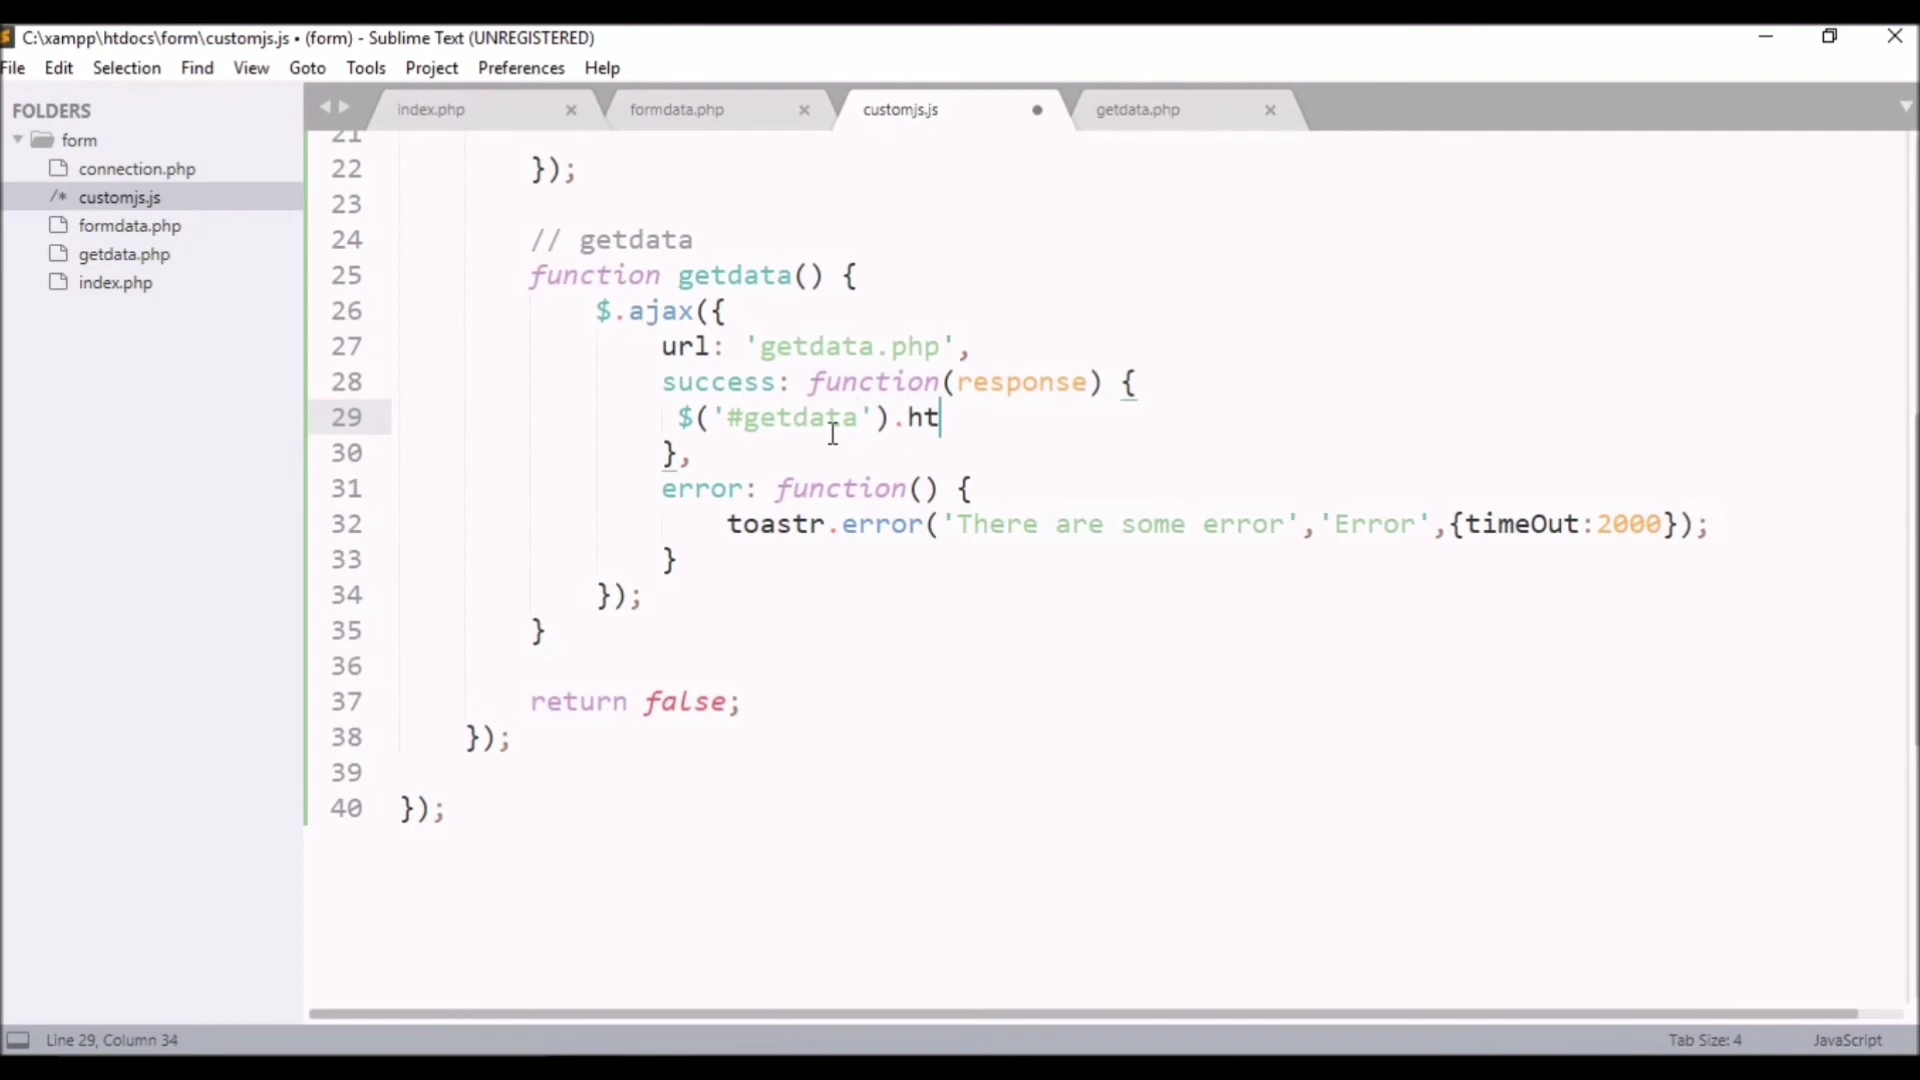 C:\xampp\htdocs\form\customjs.js • (form) - Sublime Text (UNREGISTERED)
File Edit Selection Find View Goto Tools Project Preferences Help
FOLDERS
form
connection.php
/* customjs.js
formdata.php
getdata.php
index.php
index.php formdata.php customjs.js getdata.php
21
22 });
23
24 // getdata
25 function getdata() {
26 $.ajax({
27 url: 'getdata.php',
28 success: function(response) {
29 $('#getdata').ht
30 },
31 error: function() {
32 toastr.error('There are some error','Error',{timeOut:2000});
33 }
34 });
35 }
36
37 return false;
38 });
39
40 });
Line 29, Column 34
Tab Size: 4 JavaScript